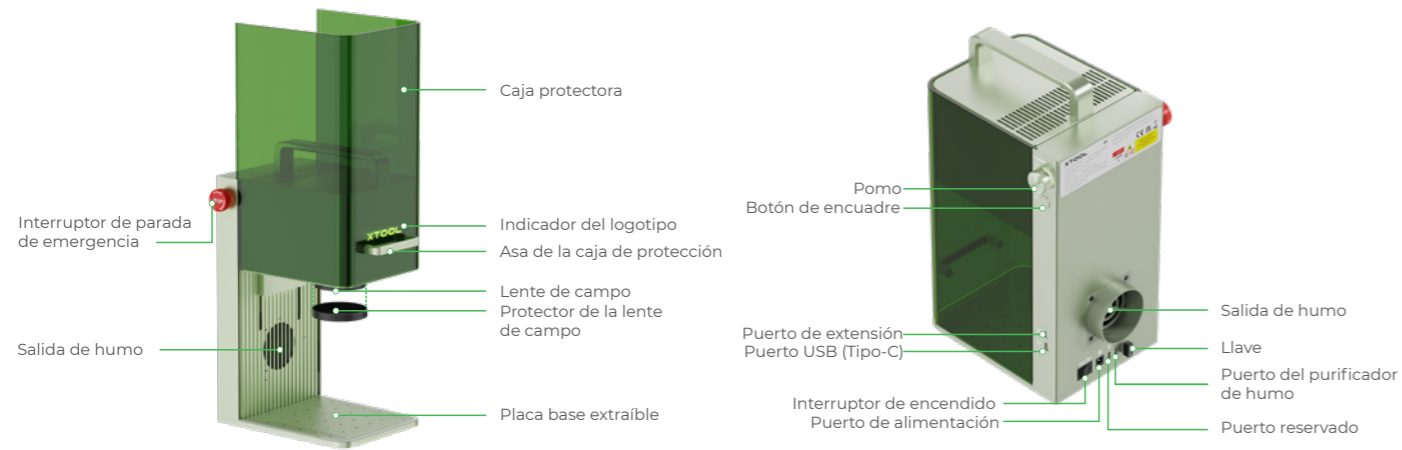 Caja protectora
Interruptor de parada
de emergencia
Indicador del logotipo
XTOOL
Asa de la caja de protección
Lente de campo
Protector de la lente
de campo
Salida de humo
Placa base extraíble
XTOOL
Pomo
Botón de encuadre
Puerto de extensión
Puerto USB (Tipo-C)
Interruptor de encendido
Puerto de alimentación
Salida de humo
Llave
Puerto del purificador
de humo
Puerto reservado